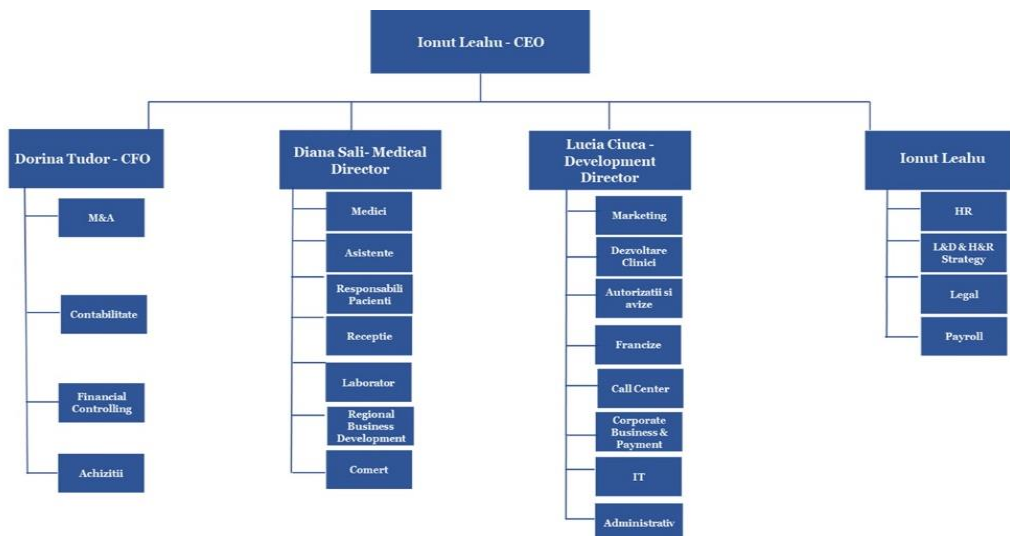 Ionut Leahu - CEO
Dorina Tudor - CFO
M&A
Contabilitate
Financial
Controlling
Achizitii
Diana Sali- Medical
Director
Medici
Asistente
Responsabili
Pacienti
Receptie
Laborator
Regional
Business
Development
Comert
Lucia Ciuca -
Development
Director
Marketing
Dezvoltare
Clinici
Autorizatii si
avize
Francize
Call Center
Corporate
Business &
Payment
IT
Administrativ
Ionut Leahu
HR
L&D & H&R
Strategy
Legal
Payroll